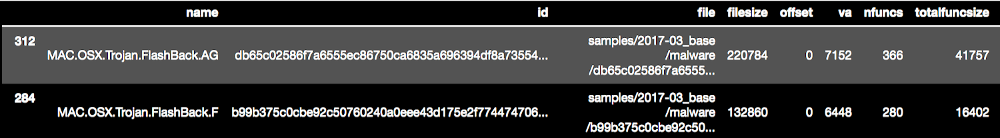 name id file filesize offset va nfuncs totalfuncsize
312 samples/2017-03_base
MAC.OSX.Trojan.FlashBack.AG db65c02586f7a6555ec86750ca6835a696394df8a73554... /malware 220784 0 7152 366 41757
/db65c02586f7a6555...
284 samples/2017-03_base
MAC.OSX.Trojan.FlashBack.F b99b375c0cbe92c50760240a0eee43d175e2f774474706... /malware 132860 0 6448 280 16402
/b99b375c0cbe92c50...